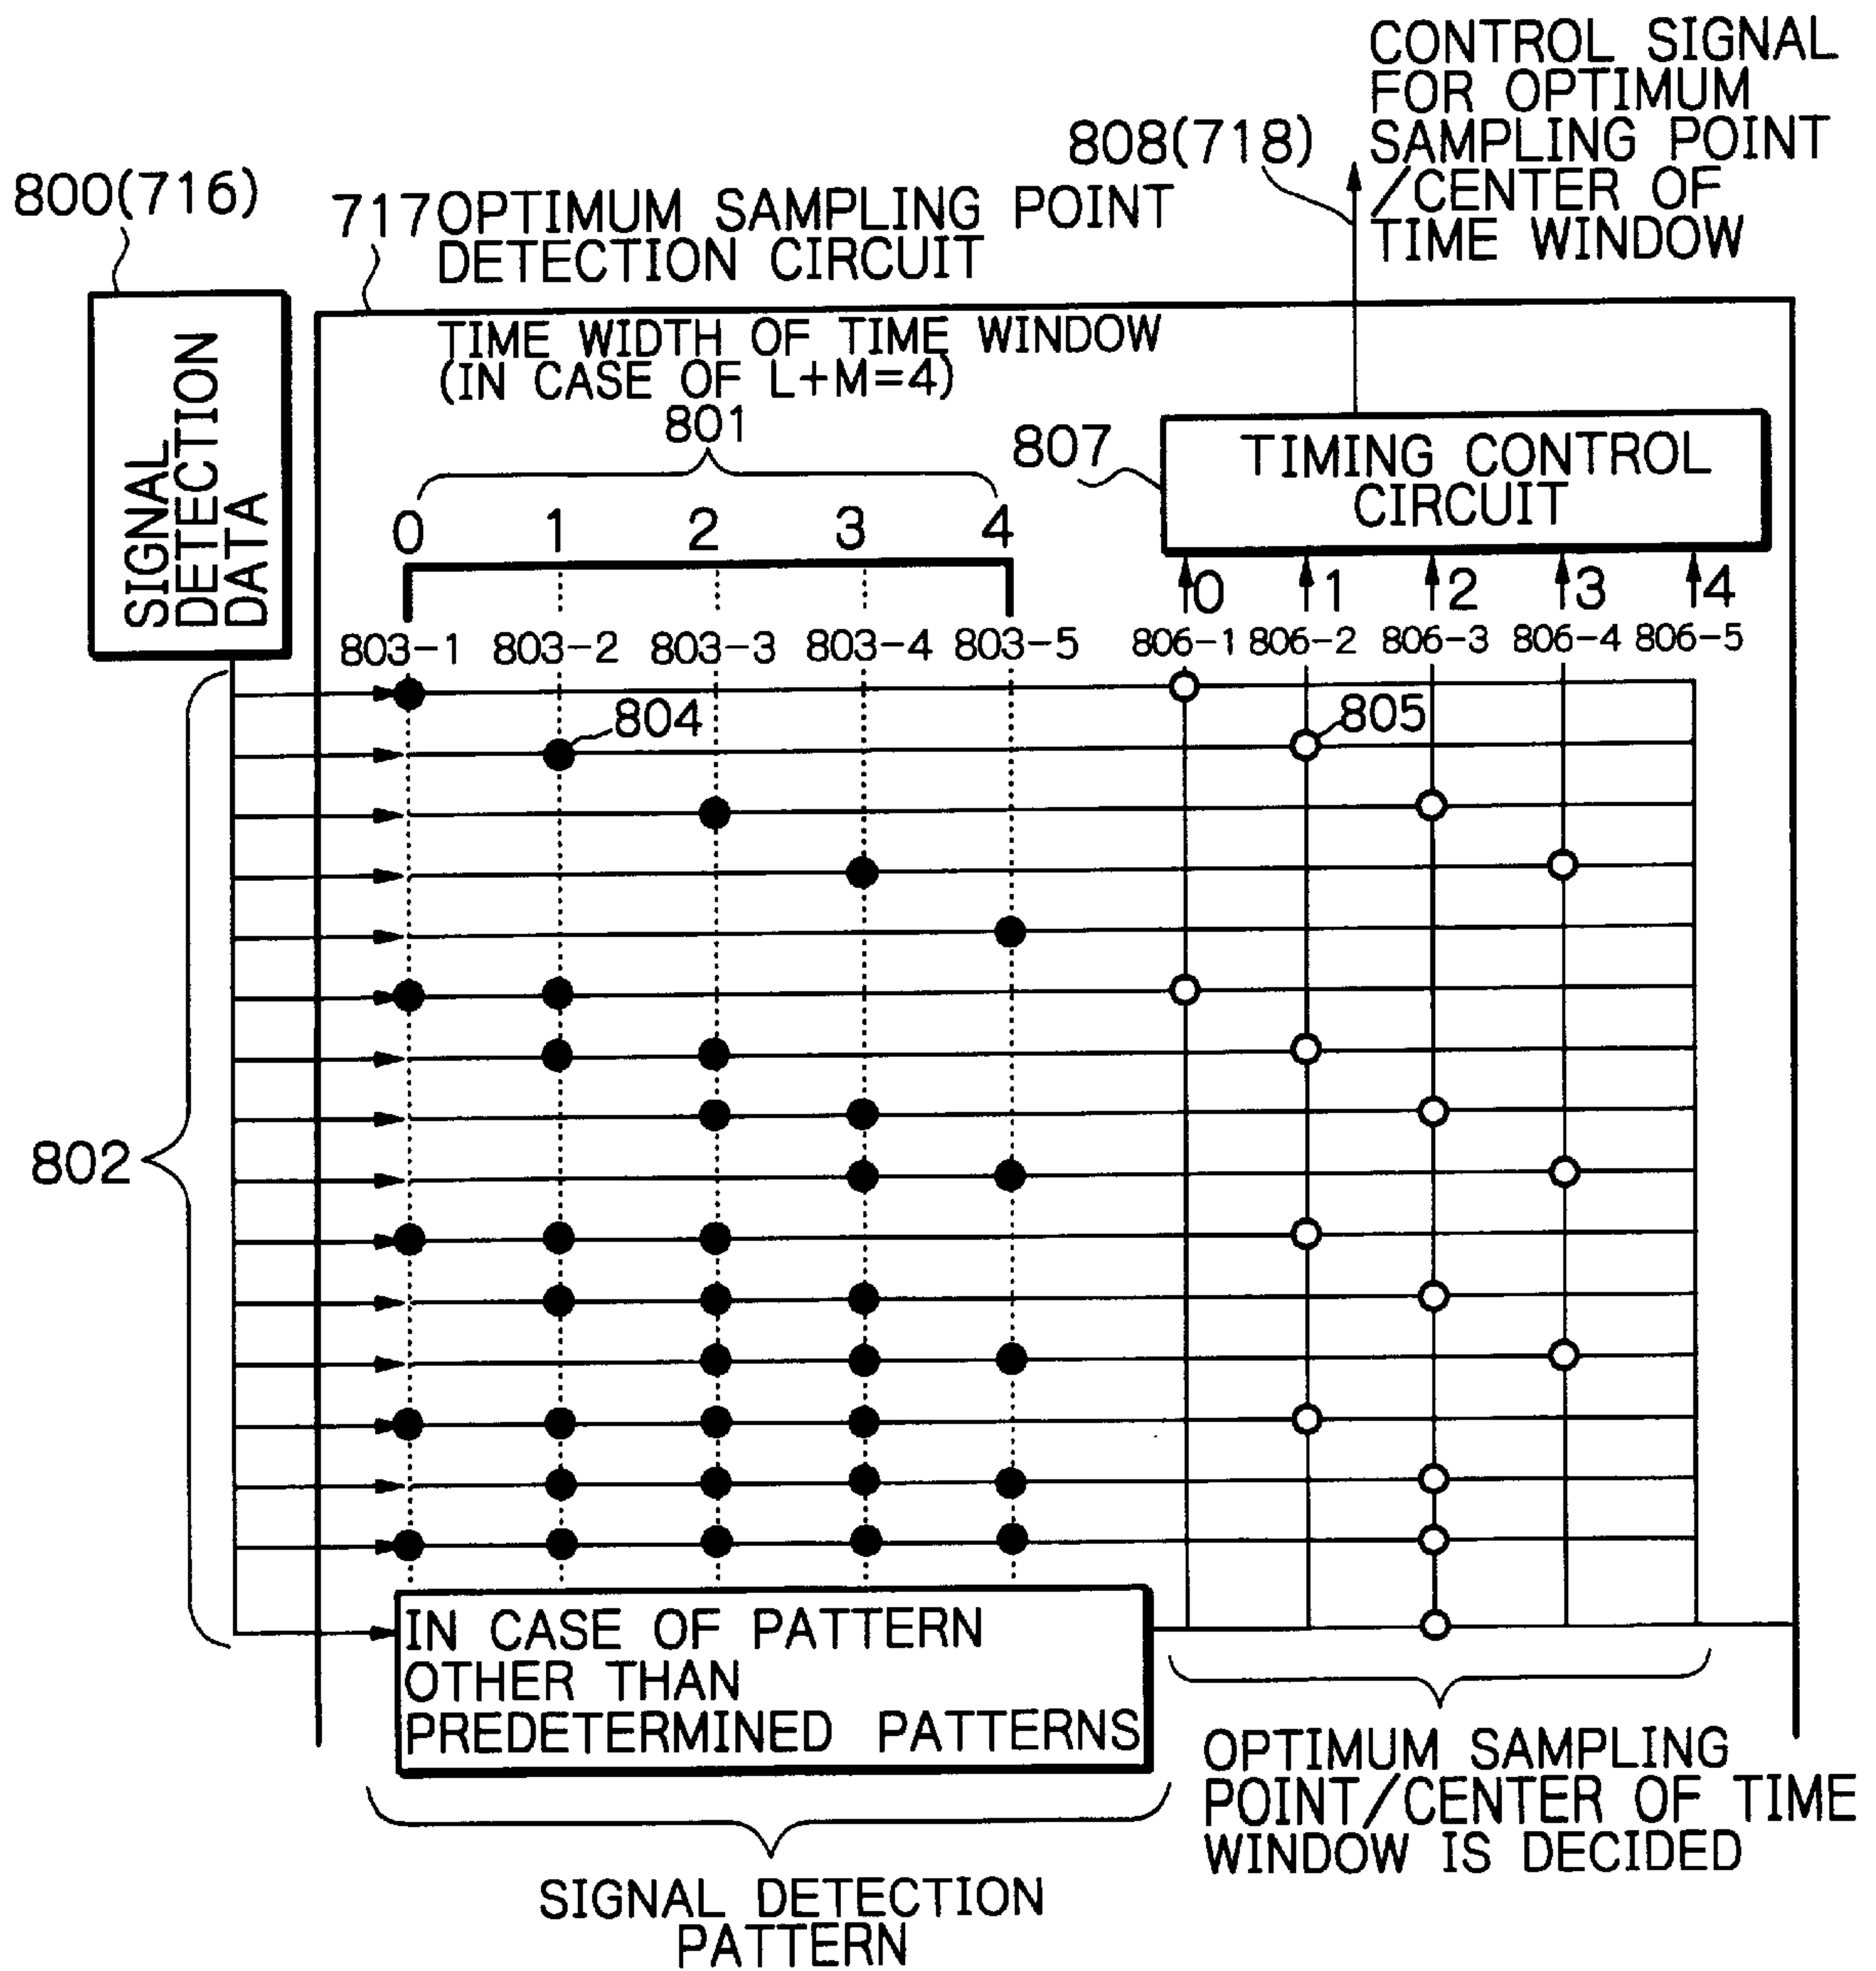 CONTROL SIGNAL
FOR OPTIMUM
SAMPLING POINT
/CENTER OF
TIME WINDOW
808(718)
800(716)
717 OPTIMUM SAMPLING POINT
DETECTION CIRCUIT
SIGNAL
DETECTION
DATA
TIME WIDTH OF TIME WINDOW
(IN CASE OF L+M=4)
801
807
TIMING CONTROL
CIRCUIT
0 1 2 3 4
0 1 2 3 4
803-1 803-2 803-3 803-4 803-5
806-1 806-2 806-3 806-4 806-5
804
805
802
IN CASE OF PATTERN
OTHER THAN
PREDETERMINED PATTERNS
OPTIMUM SAMPLING
POINT/CENTER OF TIME
WINDOW IS DECIDED
SIGNAL DETECTION
PATTERN